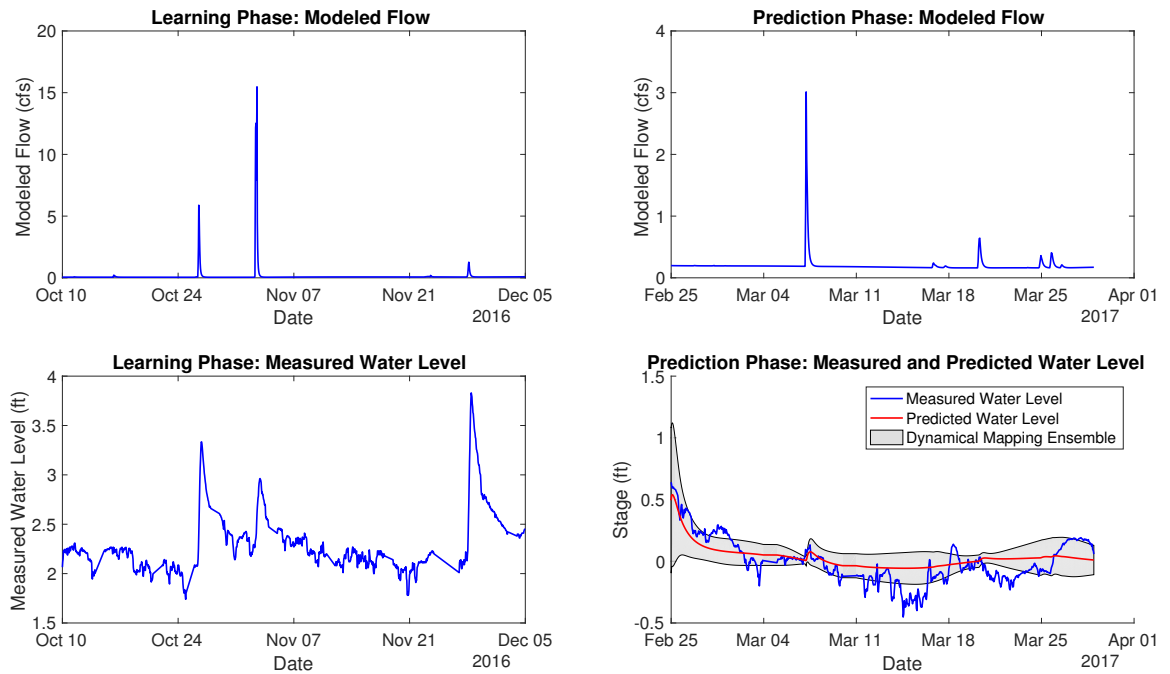 Learning Phase: Modeled Flow
20
15
10
5
0
Modeled Flow (cfs)
Oct 10 Oct 24 Nov 07 Nov 21 Dec 05
Date 2016
Prediction Phase: Modeled Flow
4
3
2
1
0
Modeled Flow (cfs)
Feb 25 Mar 04 Mar 11 Mar 18 Mar 25 Apr 01
Date 2017
Learning Phase: Measured Water Level
4
3.5
3
2.5
2
1.5
Measured Water Level (ft)
Oct 10 Oct 24 Nov 07 Nov 21 Dec 05
Date 2016
Prediction Phase: Measured and Predicted Water Level
1.5
1
0.5
0
-0.5
Stage (ft)
Measured Water Level
Predicted Water Level
Dynamical Mapping Ensemble
Feb 25 Mar 04 Mar 11 Mar 18 Mar 25 Apr 01
Date 2017